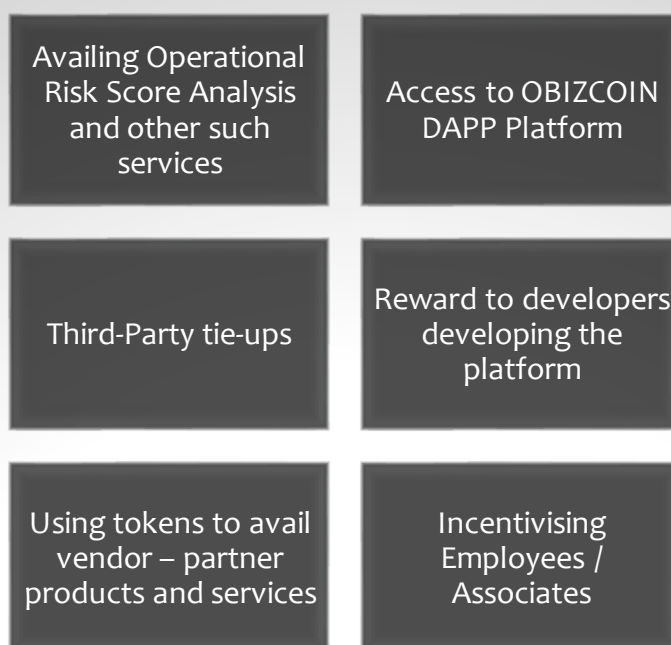 Availing Operational
Risk Score Analysis
and other such
services
Access to OBIZCOIN
DAPP Platform
Third-Party tie-ups
Reward to developers
developing the
platform
Using tokens to avail
vendor – partner
products and services
Incentivising
Employees /
Associates